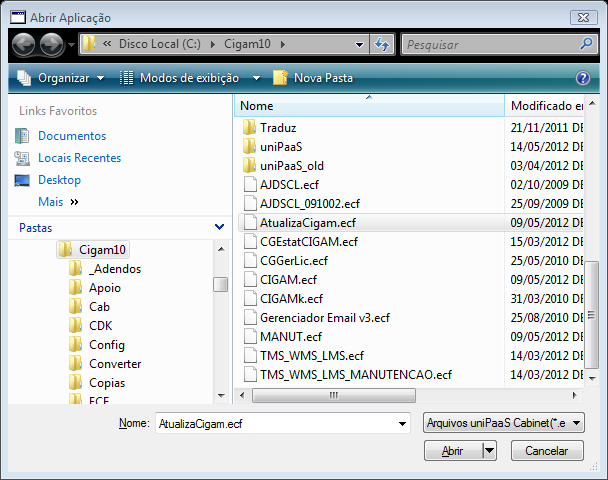 Abrir Aplicação
Disco Local (C:) Cigam10
Pesquisar
Organizar Modos de exibição Nova Pasta
Links Favoritos
Documentos
Locais Recentes
Desktop
Mais
Pastas
Cigam10
_Adendos
Apoio
Cab
CDK
Config
Converter
Copias
ECF
Nome Modificado em
Traduz 21/11/2011 DE
uniPaaS 14/05/2012 DE
uniPaaS_old 03/04/2012 DE
AJDSCL.ecf 02/10/2009 DE
AJDSCL_091002.ecf 25/09/2009 DE
AtualizaCigam.ecf 09/05/2012 DE
CGEstatCIGAM.ecf 15/03/2012 DE
CGGerLic.ecf 25/05/2010 DE
CIGAM.ecf 09/05/2012 DE
CIGAMk.ecf 31/03/2010 DE
Gerenciador Email v3.ecf 25/08/2010 DE
MANUT.ecf 09/05/2012 DE
TMS_WMS_LMS.ecf 14/03/2012 DE
TMS_WMS_LMS_MANUTENCAO.ecf 14/03/2012 DE
Nome: AtualizaCigam.ecf Arquivos uniPaaS Cabinet(*.e
Abrir Cancelar